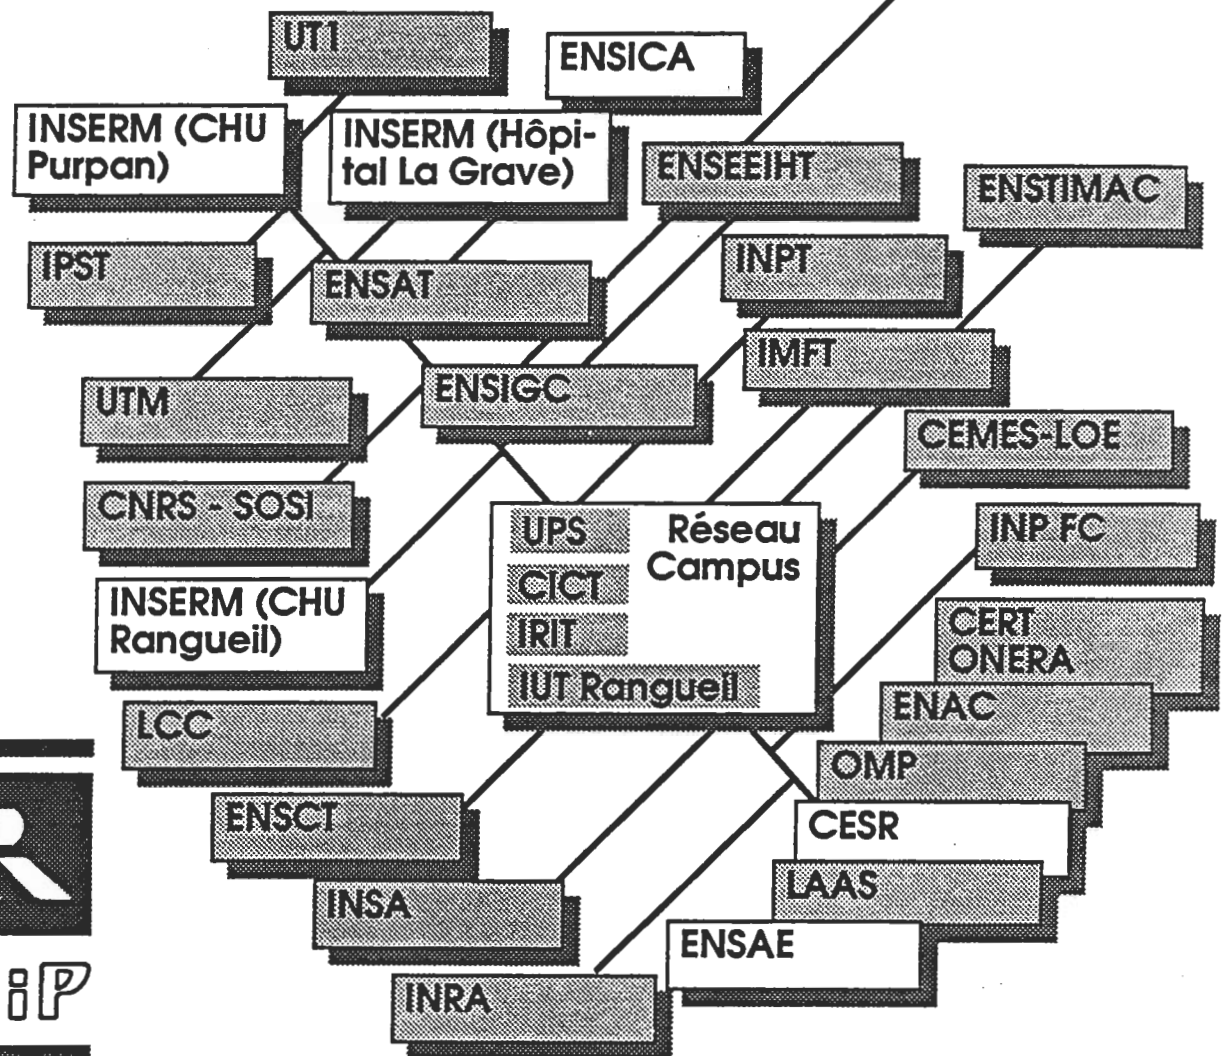 UT1
ENSICA
INSERM (CHU
Purpan)
INSERM (Hôpi-
tal La Grave)
ENSEEIHT
ENSTIMAC
IPST
ENSAT
INPT
IMFT
UTM
ENSIGC
CEMES-LOE
CNRS - SOSI
UPS
Réseau
Campus
CICT
IRIT
IUT Rangueil
INP FC
INSERM (CHU
Rangueil)
CERT
ONERA
LCC
ENAC
OMP
ENSCT
CESR
LAAS
INSA
ENSAE
INRA
iP